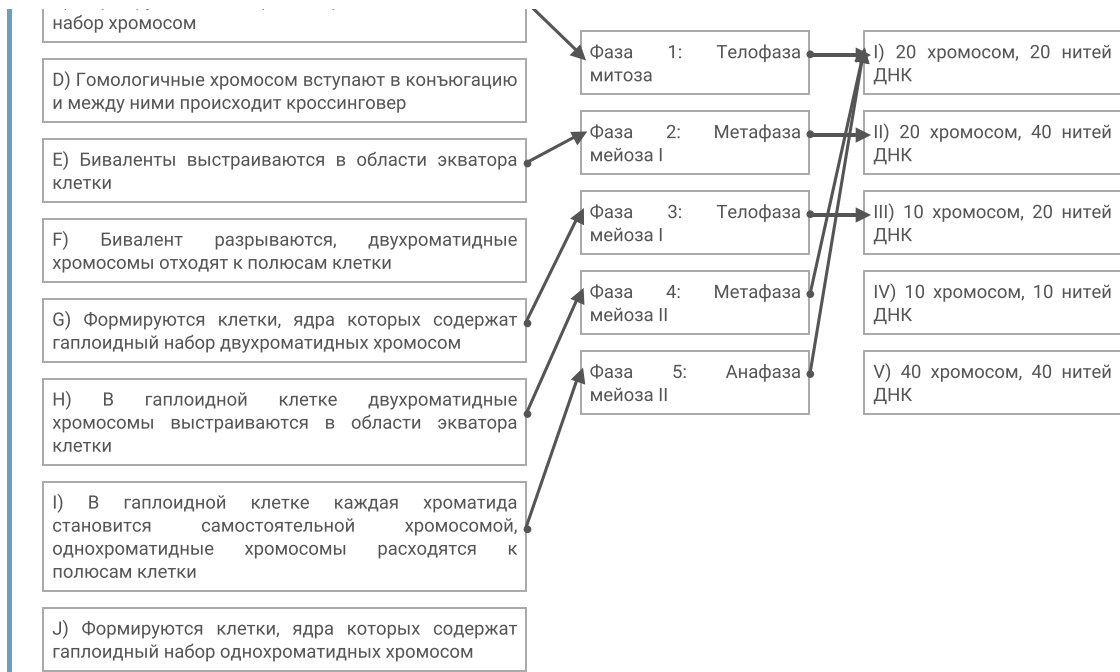 набор хромосом
D) Гомологичные хромосом вступают в конъюгацию
и между ними происходит кроссинговер
E) Биваленты выстраиваются в области экватора
клетки
F) Бивалент разрываются, двухроматидные
хромосомы отходят к полюсам клетки
G) Формируются клетки, ядра которых содержат
гаплоидный набор двухроматидных хромосом
H) В гаплоидной клетке двухроматидные
хромосомы выстраиваются в области экватора
клетки
I) В гаплоидной клетке каждая хроматида
становится самостоятельной хромосомой,
однохроматидные хромосомы расходятся к
полюсам клетки
J) Формируются клетки, ядра которых содержат
гаплоидный набор однохроматидных хромосом
Фаза 1: Телофаза
митоза
Фаза 2: Метафаза
мейоза I
Фаза 3: Телофаза
мейоза I
Фаза 4: Метафаза
мейоза II
Фаза 5: Анафаза
мейоза II
I) 20 хромосом, 20 нитей
ДНК
II) 20 хромосом, 40 нитей
ДНК
III) 10 хромосом, 20 нитей
ДНК
IV) 10 хромосом, 10 нитей
ДНК
V) 40 хромосом, 40 нитей
ДНК